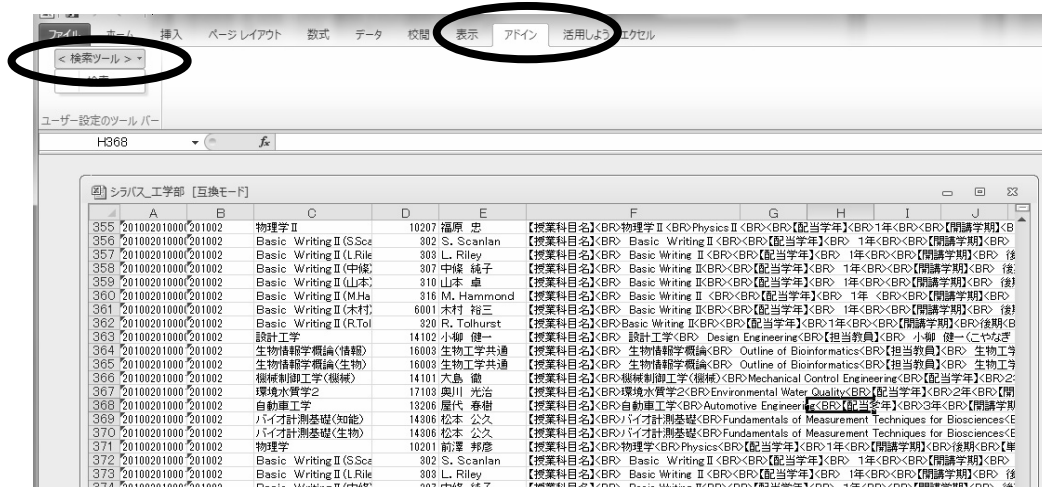 ファイル ホーム 挿入 ページレイアウト 数式 データ 校閲 表示 アドイン 活用しよう エクセル
< 検索ツール >
ユーザー設定のツール バー
H368 fx
シラバス_工学部 [互換モード]
A B C D E F G H I J
355 201002010000 201002 物理学Ⅱ 10207 福原 忠 【授業科目名】<BR>物理学Ⅱ<BR>PhysicsⅡ<BR><BR>【配当学年】<BR>1年<BR><BR>【開講学期】<B
356 201002010000 201002 Basic WritingⅡ(S.Sca 302 S. Scanlan 【授業科目名】<BR> Basic WritingⅡ<BR><BR>【配当学年】<BR> 1年<BR><BR>【開講学期】<BR>
357 201002010000 201002 Basic WritingⅡ(L.Rile 303 L. Riley 【授業科目名】<BR> Basic Writing Ⅱ<BR><BR>【配当学年】<BR> 1年<BR><BR>【開講学期】<BR> 後
358 201002010000 201002 Basic WritingⅡ(中條 307 中條 純子 【授業科目名】<BR> Basic Writing Ⅱ<BR><BR>【配当学年】<BR> 1年<BR><BR>【開講学期】<BR> 後
359 201002010000 201002 Basic WritingⅡ(山本) 310 山本 卓 【授業科目名】<BR> Basic Writing Ⅱ<BR><BR>【配当学年】<BR> 1年<BR><BR>【開講学期】<BR> 後期
360 201002010000 201002 Basic WritingⅡ(M.Ha 316 M. Hammond 【授業科目名】<BR> Basic Writing Ⅱ <BR><BR>【配当学年】<BR> 1年 <BR><BR>【開講学期】<BR>
361 201002010000 201002 Basic WritingⅡ(木村) 6001 木村 裕三 【授業科目名】<BR> Basic Writing Ⅱ<BR><BR>【配当学年】<BR> 1年<BR><BR>【開講学期】<BR> 後期
362 201002010000 201002 Basic WritingⅡ(R.Tol 320 R. Tolhurst 【授業科目名】<BR>Basic Writing Ⅱ<BR><BR>【配当学年】<BR>1年<BR><BR>【開講学期】<BR>後期<B
363 20100201000 201002 設計工学 14102 小柳 健一 【授業科目名】<BR> 設計工学<BR> Design Engineering<BR>【担当教員】<BR> 小柳 健一(こやなぎ
364 20100201000 201002 生物情報学概論(情報) 16003 生物工学共通 【授業科目名】<BR> 生物情報学概論<BR> Outline of Bioinformatics<BR>【担当教員】<BR> 生物工学
365 20100201000 201002 生物情報学概論(生物) 16003 生物工学共通 【授業科目名】<BR> 生物情報学概論<BR> Outline of Bioinformatics<BR>【担当教員】<BR> 生物工学
366 20100201000 201002 機械制御工学(機械) 14101 大島 徹 【授業科目名】<BR>機械制御工学(機械)<BR>Mechanical Control Engineering<BR>【配当学年】<BR>2
367 20100201000 201002 環境水質学2 17103 奥川 光治 【授業科目名】<BR>環境水質学2<BR>Environmental Water Quality<BR>【配当学年】<BR>2年<BR>【開
368 20100201000 201002 自動車工学 13206 屋代 春樹 【授業科目名】<BR>自動車工学<BR>Automotive Engineering<BR>【配当学年】<BR>3年<BR>【開講学期
369 20100201000 201002 バイオ計測基礎(知能) 14306 松本 公久 【授業科目名】<BR>バイオ計測基礎<BR>Fundamentals of Measurement Techniques for Biosciences<E
370 20100201000 201002 バイオ計測基礎(生物) 14306 松本 公久 【授業科目名】<BR>バイオ計測基礎<BR>Fundamentals of Measurement Techniques for Biosciences<E
371 20100201000 201002 物理学 10201 前澤 邦彦 【授業科目名】<BR>物理学<BR>Physics<BR>【配当学年】<BR>1年<BR>【開講学期】<BR>後期<BR>【単
372 20100201000 201002 Basic WritingⅡ(S.Sca 302 S. Scanlan 【授業科目名】<BR> Basic WritingⅡ<BR><BR>【配当学年】<BR> 1年<BR><BR>【開講学期】<BR>
373 20100201000 201002 Basic WritingⅡ(L.Rile 303 L. Riley 【授業科目名】<BR> Basic Writing Ⅱ<BR><BR>【配当学年】<BR> 1年<BR><BR>【開講学期】<BR> 後